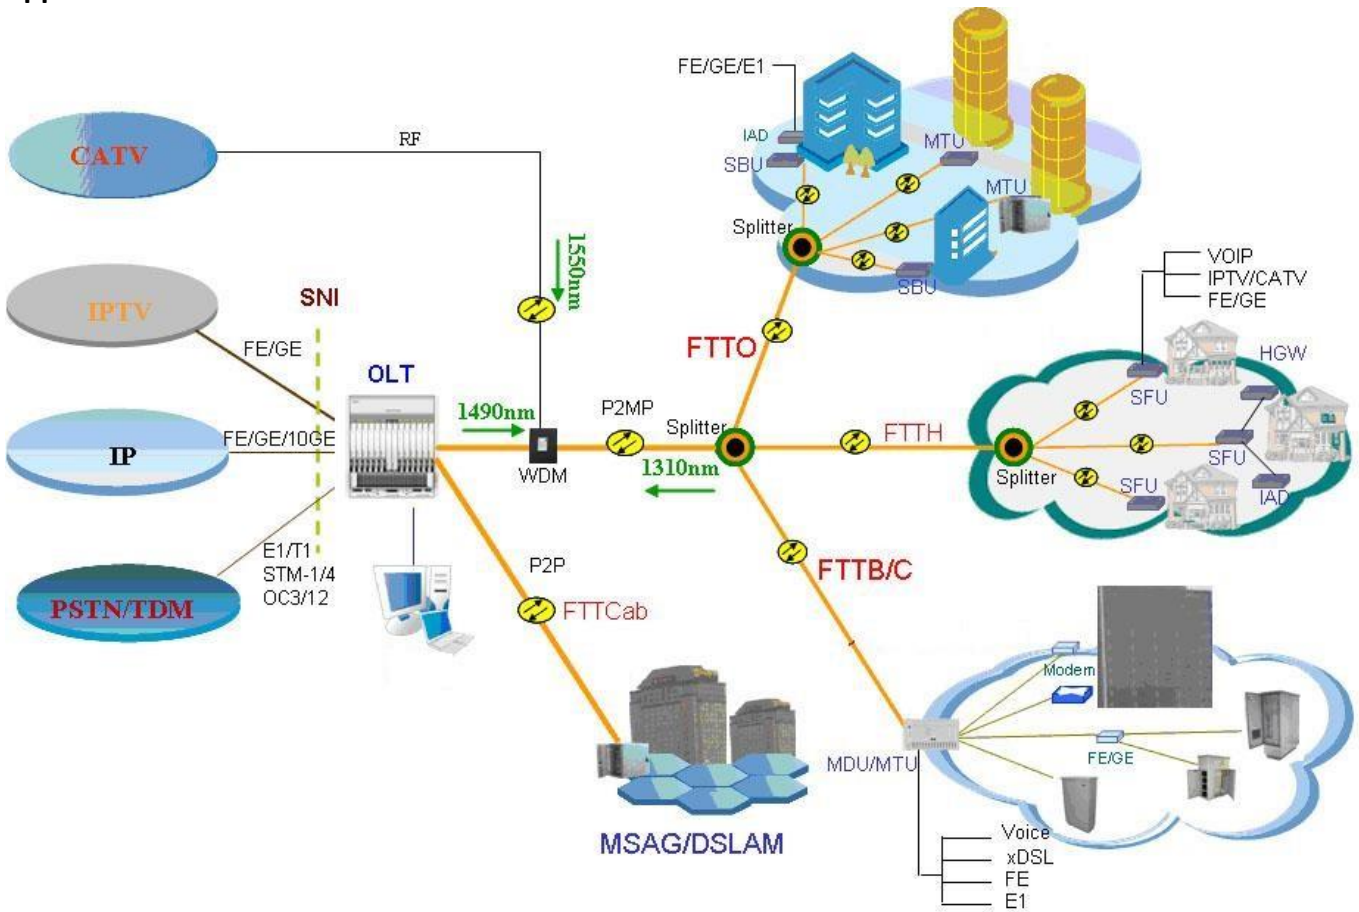 FE/GE/E1
CATV
RF
IAD
MTU
SBU
MTU
Splitter
1550nm
SBU
VOIP
IPTV/CATV
FE/GE
SNI
IPTV
FE/GE
FTTO
HGW
OLT
SFU
1490nm
P2MP
Splitter
FTTH
FE/GE/10GE
IP
WDM
1310nm
SFU
Splitter
SFU
IAD
E1/T1
STM-1/4
OC3/12
P2P
FTTB/C
PSTN/TDM
FTTCab
Modem
MDU/MTU
FE/GE
MSAG/DSLAM
Voice
xDSL
FE
E1